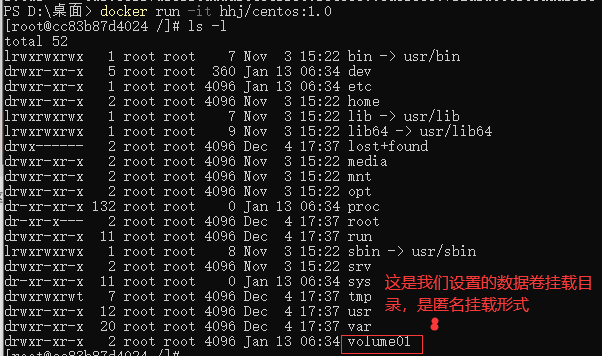 PS D:\桌面> docker run -it hhj/centos:1.0
[root@cc83b87d4024 /]# ls -l
total 52
lrwxrwxrwx   1 root root    7 Nov  3 15:22 bin -> usr/bin
drwxr-xr-x   5 root root  360 Jan 13 06:34 dev
drwxr-xr-x   1 root root 4096 Jan 13 06:34 etc
drwxr-xr-x   2 root root 4096 Nov  3 15:22 home
lrwxrwxrwx   1 root root    7 Nov  3 15:22 lib -> usr/lib
lrwxrwxrwx   1 root root    9 Nov  3 15:22 lib64 -> usr/lib64
drwx------   2 root root 4096 Dec  4 17:37 lost+found
drwxr-xr-x   2 root root 4096 Nov  3 15:22 media
drwxr-xr-x   2 root root 4096 Nov  3 15:22 mnt
drwxr-xr-x   2 root root 4096 Nov  3 15:22 opt
dr-xr-xr-x 132 root root    0 Jan 13 06:34 proc
dr-xr-x---   2 root root 4096 Dec  4 17:37 root
drwxr-xr-x  11 root root 4096 Dec  4 17:37 run
lrwxrwxrwx   1 root root    8 Nov  3 15:22 sbin -> usr/sbin
drwxr-xr-x   2 root root 4096 Nov  3 15:22 srv
dr-xr-xr-x  11 root root    0 Jan 13 06:34 sys
drwxrwxrwt   7 root root 4096 Dec  4 17:37 tmp
drwxr-xr-x  12 root root 4096 Dec  4 17:37 usr
drwxr-xr-x  20 root root 4096 Dec  4 17:37 var
drwxr-xr-x   2 root root 4096 Jan 13 06:34 volume01
这是我们设置的数据卷挂载目
录，是匿名挂载形式